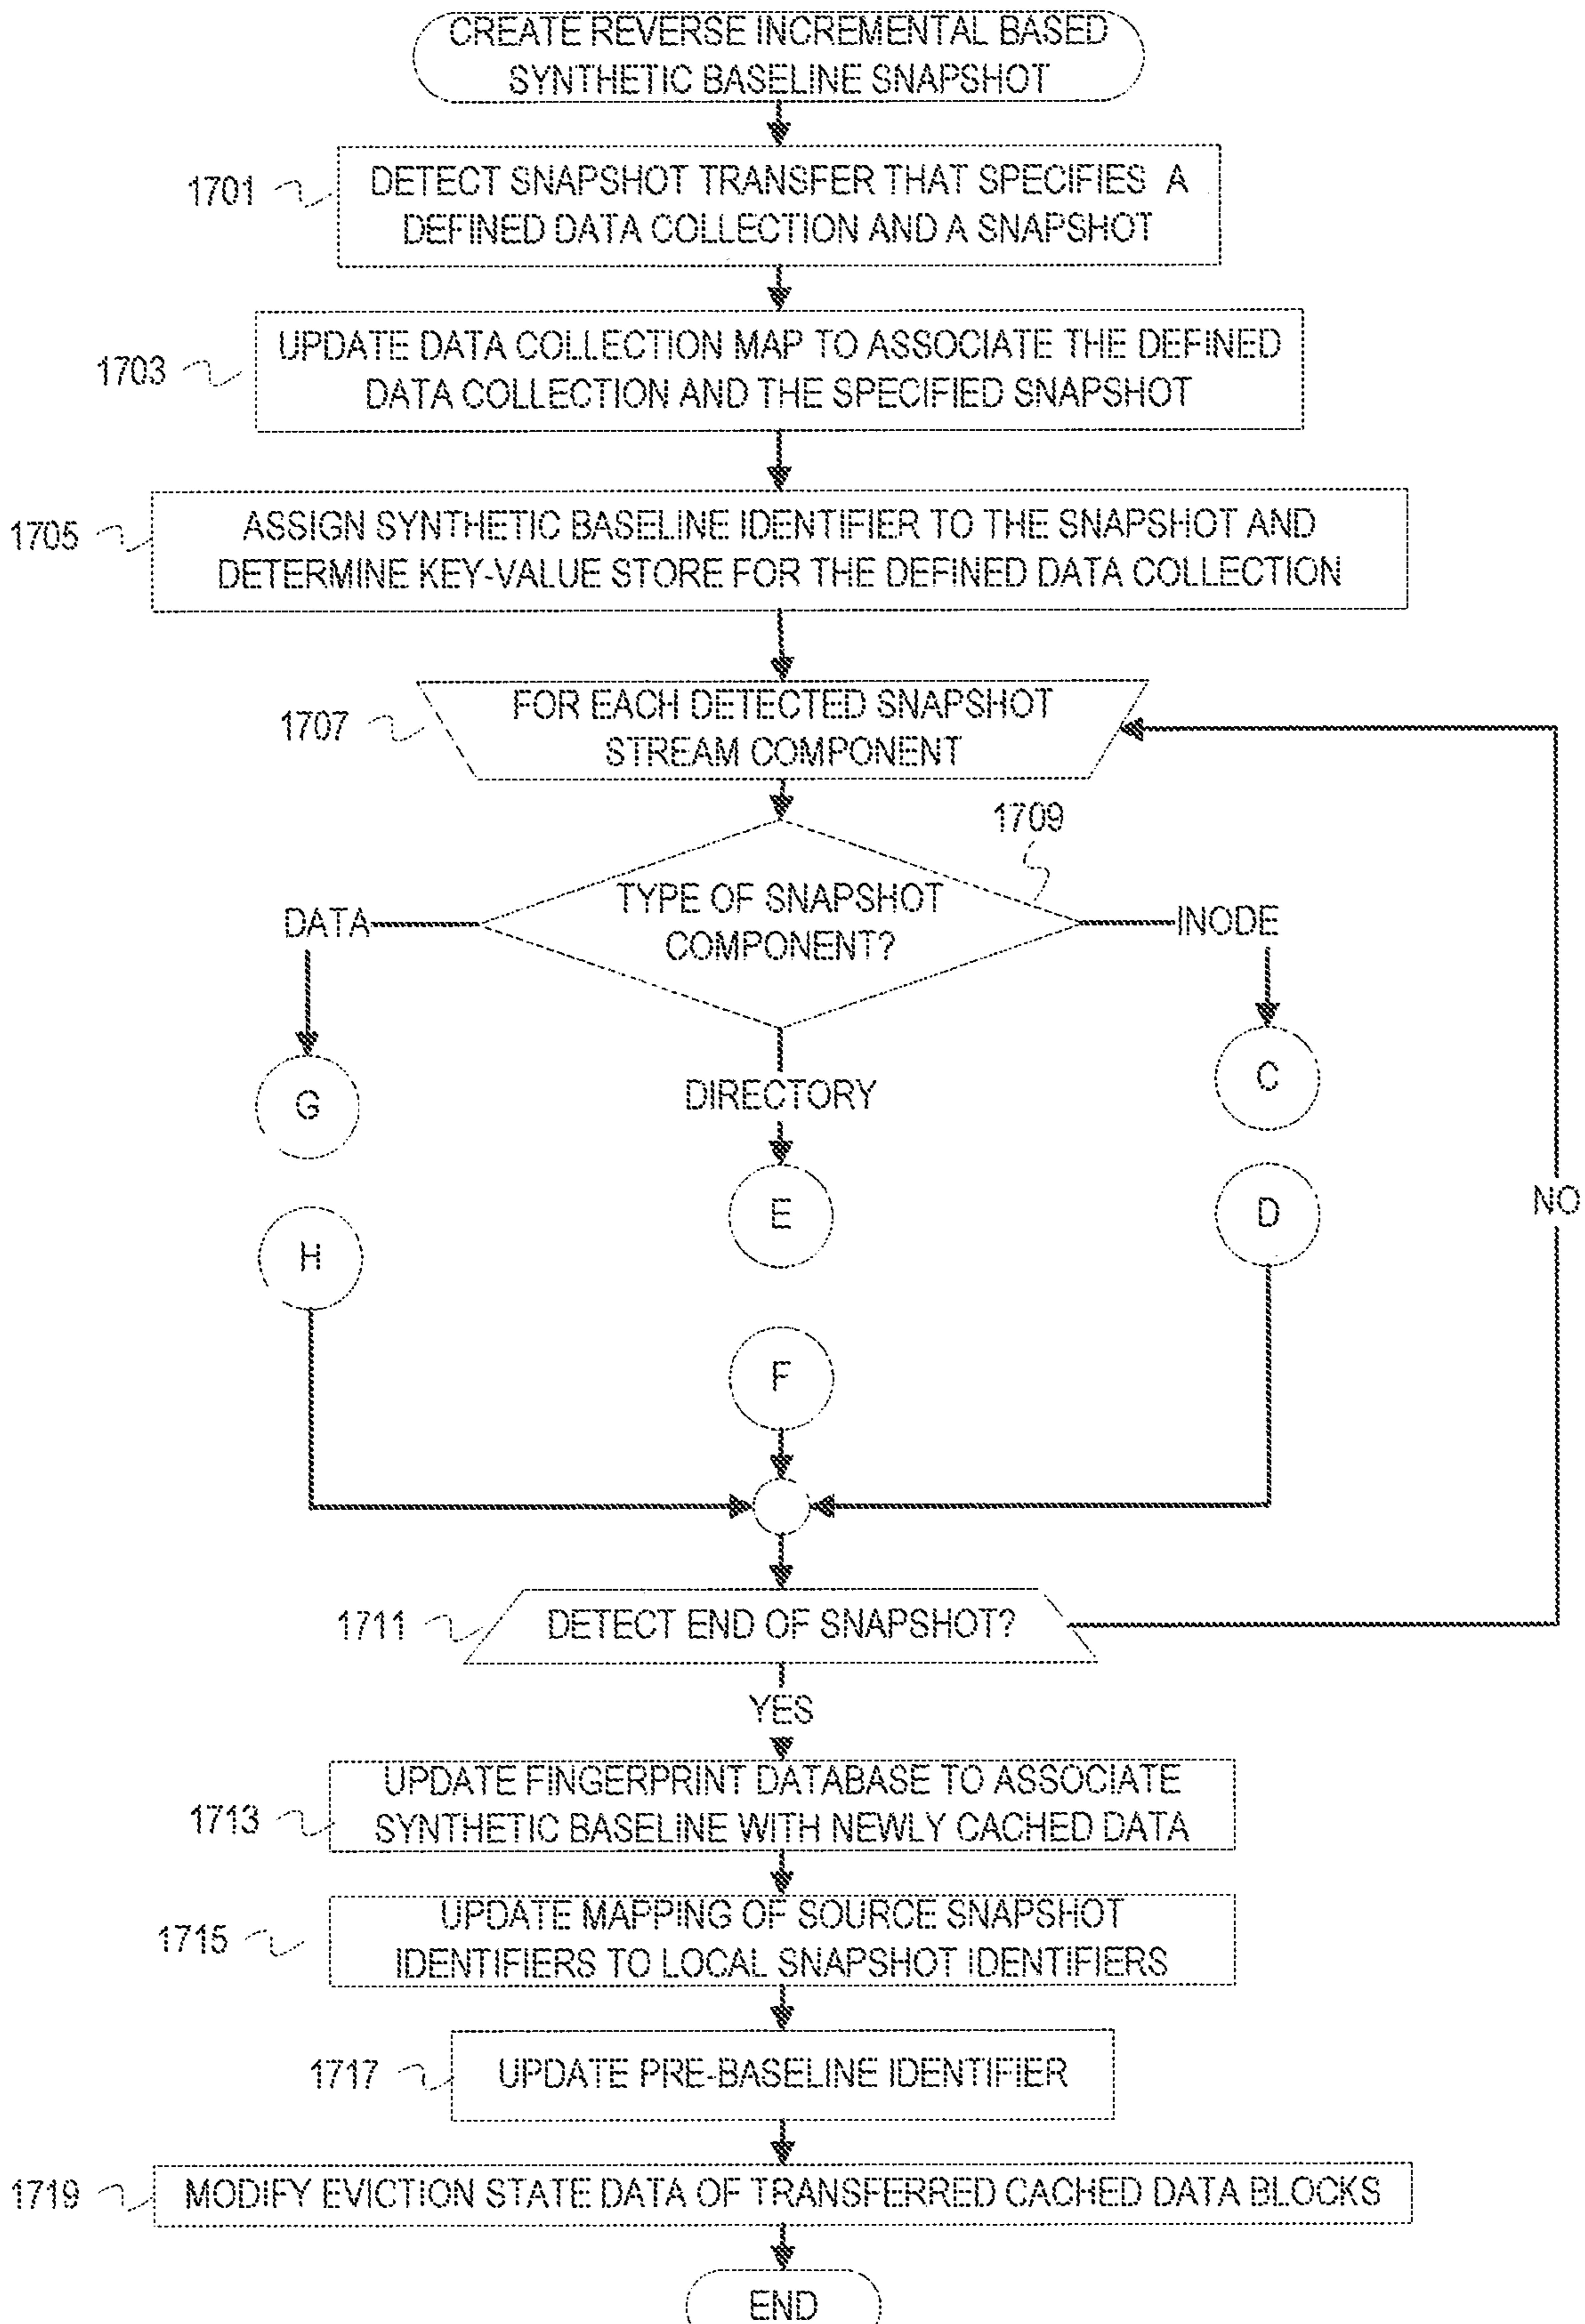 CREATE REVERSE INCREMENTAL BASED
SYNTHETIC BASELINE SNAPSHOT
1701
DETECT SNAPSHOT TRANSFER THAT SPECIFIES A
DEFINED DATA COLLECTION AND A SNAPSHOT
1703
UPDATE DATA COLLECTION MAP TO ASSOCIATE THE DEFINED
DATA COLLECTION AND THE SPECIFIED SNAPSHOT
1705
ASSIGN SYNTHETIC BASELINE IDENTIFIER TO THE SNAPSHOT AND
DETERMINE KEY-VALUE STORE FOR THE DEFINED DATA COLLECTION
1707
FOR EACH DETECTED SNAPSHOT
STREAM COMPONENT
1709
TYPE OF SNAPSHOT
COMPONENT?
DATA
INODE
DIRECTORY
G
C
E
D
H
NO
F
1711
DETECT END OF SNAPSHOT?
YES
1713
UPDATE FINGERPRINT DATABASE TO ASSOCIATE
SYNTHETIC BASELINE WITH NEWLY CACHED DATA
1715
UPDATE MAPPING OF SOURCE SNAPSHOT
IDENTIFIERS TO LOCAL SNAPSHOT IDENTIFIERS
1717
UPDATE PRE-BASELINE IDENTIFIER
1719
MODIFY EVICTION STATE DATA OF TRANSFERRED CACHED DATA BLOCKS
END